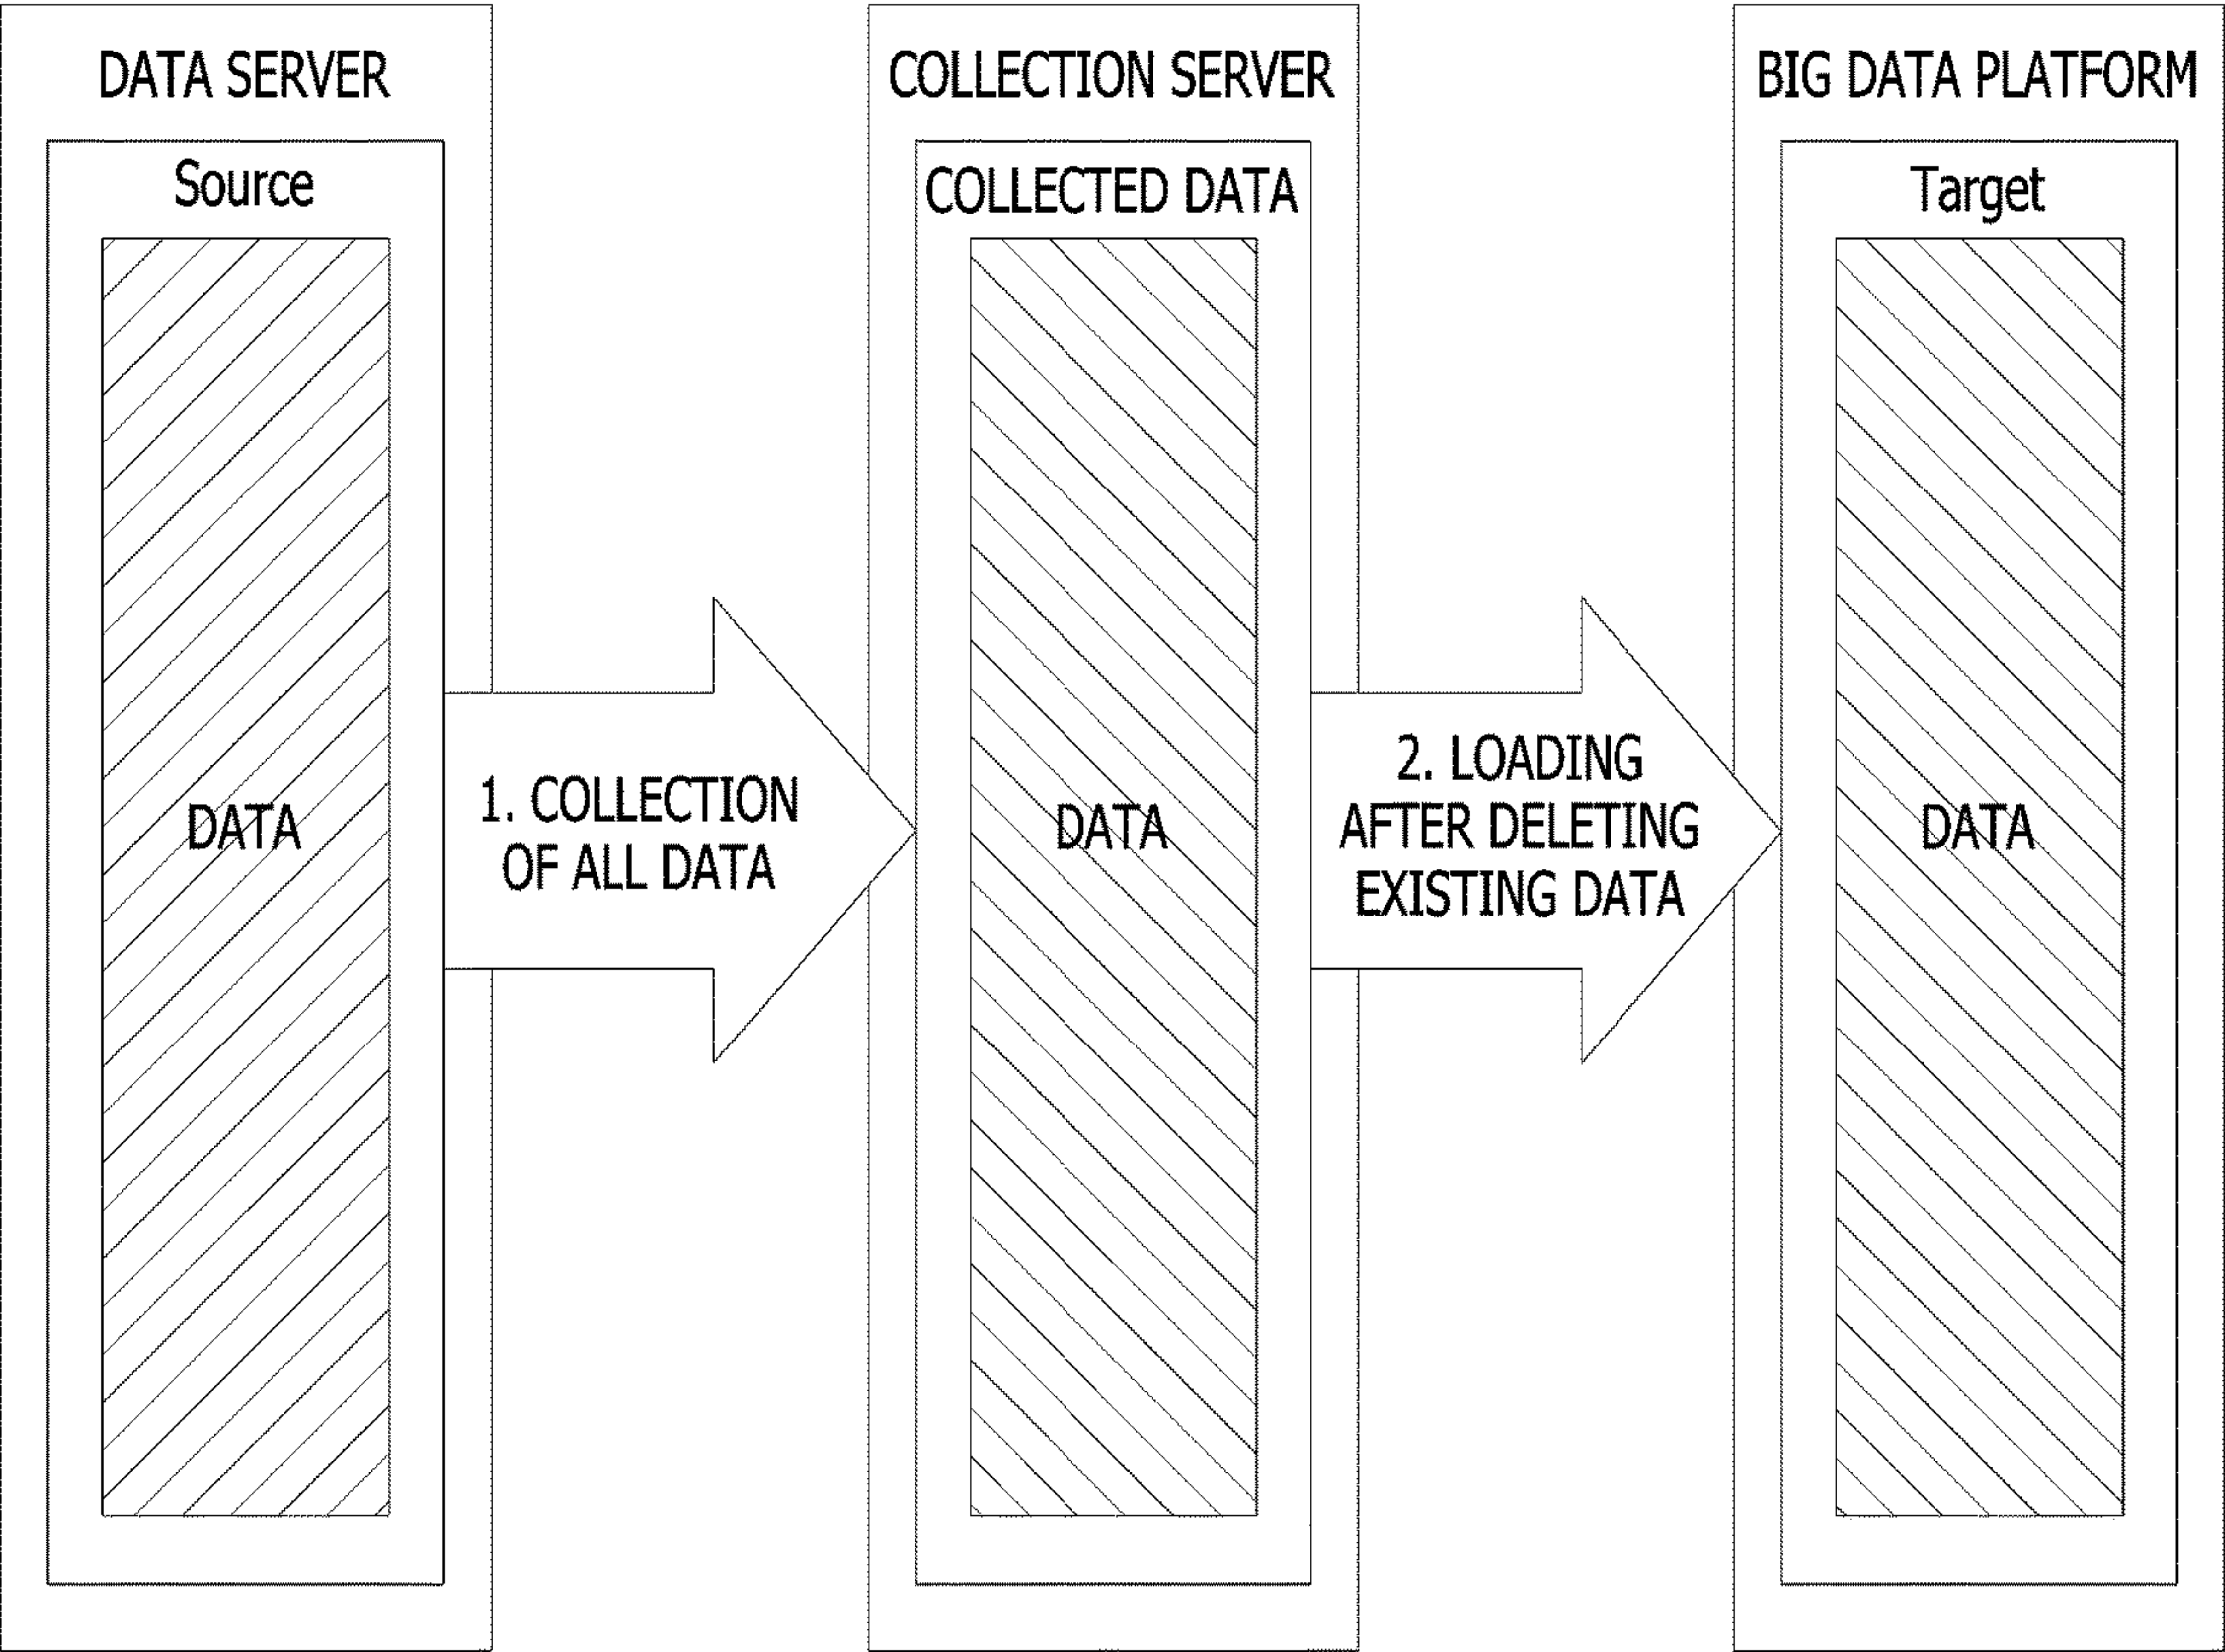 DATA SERVER
Source
DATA
1. COLLECTION
OF ALL DATA
COLLECTION SERVER
COLLECTED DATA
DATA
2. LOADING
AFTER DELETING
EXISTING DATA
BIG DATA PLATFORM
Target
DATA